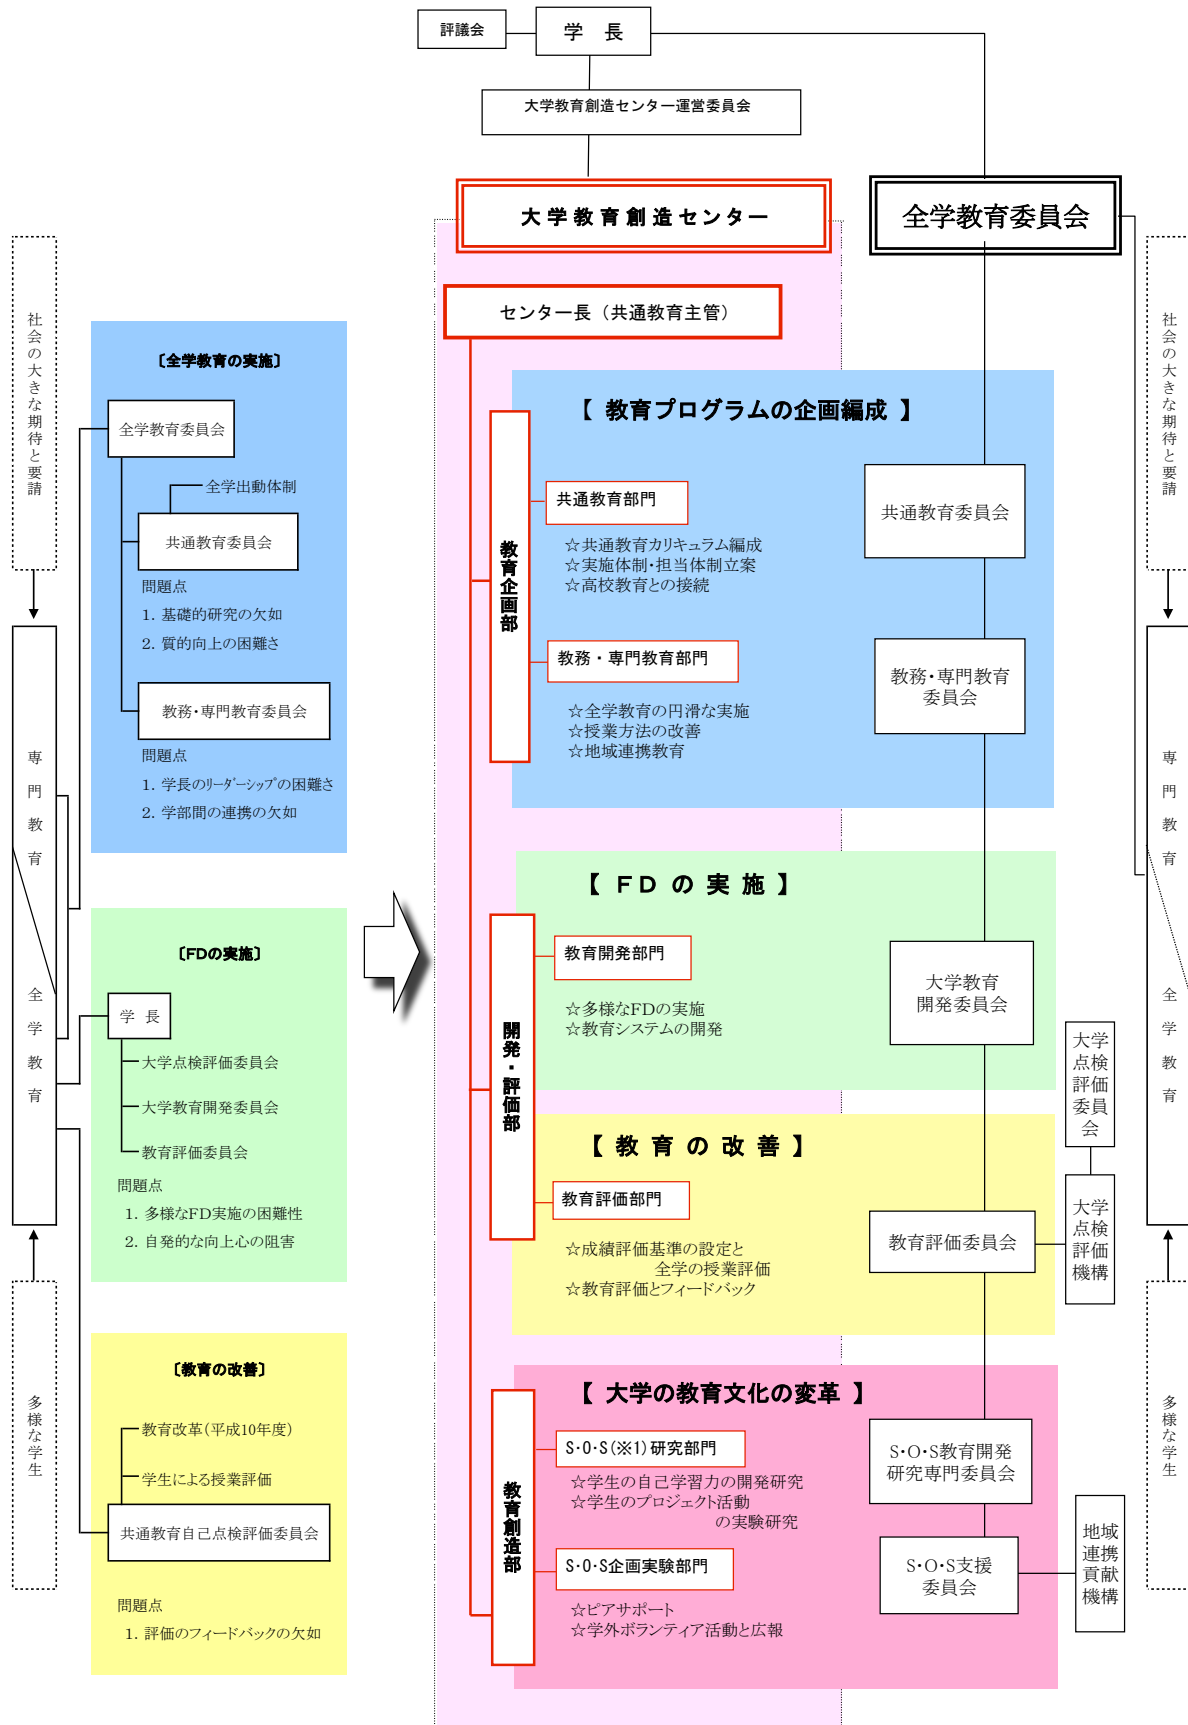 評議会
学 長
大学教育創造センター運営委員会
大学教育創造センター
全学教育委員会
センター長（共通教育主管）
社会の大きな期待と要請
専門教育
全学教育
多様な学生
〔全学教育の実施〕
全学教育委員会
全学出動体制
共通教育委員会
問題点
1. 基礎的研究の欠如
2. 質的向上の困難さ
教務・専門教育委員会
問題点
1. 学長のリーダーシップの困難さ
2. 学部間の連携の欠如
〔FDの実施〕
学 長
大学点検評価委員会
大学教育開発委員会
教育評価委員会
問題点
1. 多様なFD実施の困難性
2. 自発的な向上心の阻害
〔教育の改善〕
教育改革（平成10年度）
学生による授業評価
共通教育自己点検評価委員会
問題点
1. 評価のフィードバックの欠如
【 教育プログラムの企画編成 】
教育企画部
共通教育部門
☆共通教育カリキュラム編成
☆実施体制・担当体制立案
☆高校教育との接続
共通教育委員会
教務・専門教育部門
☆全学教育の円滑な実施
☆授業方法の改善
☆地域連携教育
教務・専門教育
委員会
【 ＦＤ の 実 施 】
開発・評価部
教育開発部門
☆多様なFDの実施
☆教育システムの開発
大学教育
開発委員会
【 教 育 の 改 善 】
教育評価部門
☆成績評価基準の設定と
全学の授業評価
☆教育評価とフィードバック
教育評価委員会
大学
点検
評価
委員
会
大学
点検
評価
機構
【 大学の教育文化の変革 】
教育創造部
S・O・S（※1）研究部門
☆学生の自己学習力の開発研究
☆学生のプロジェクト活動
の実験研究
S・O・S教育開発
研究専門委員会
S・O・S企画実験部門
☆ピアサポート
☆学外ボランティア活動と広報
S・O・S支援
委員会
地域
連携
貢献
機構
社会の大きな期待と要請
専門教育
全学教育
多様な学生